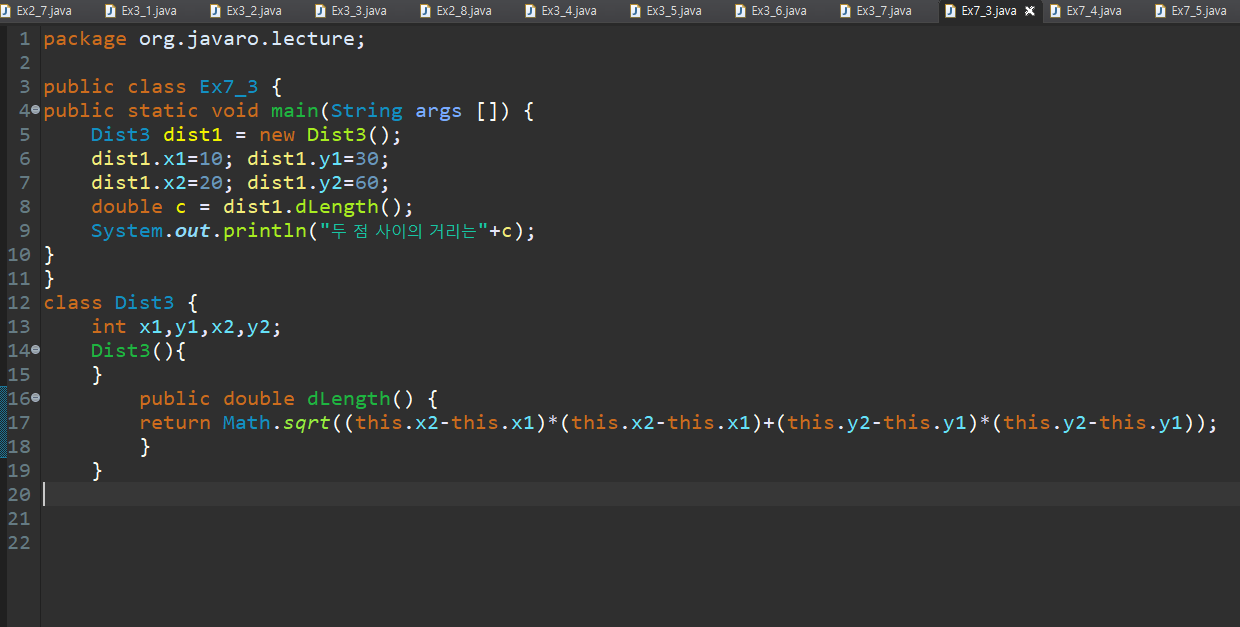 Ex2_7.java Ex3_1.java Ex3_2.java Ex3_3.java Ex2_8.java Ex3_4.java Ex3_5.java Ex3_6.java Ex3_7.java Ex7_3.java Ex7_4.java Ex7_5.java
1 package org.javaro.lecture;
2
3 public class Ex7_3 {
4 public static void main(String args []) {
5     Dist3 dist1 = new Dist3();
6     dist1.x1=10; dist1.y1=30;
7     dist1.x2=20; dist1.y2=60;
8     double c = dist1.dLength();
9     System.out.println("두 점 사이의 거리는"+c);
10 }
11 }
12 class Dist3 {
13     int x1,y1,x2,y2;
14     Dist3(){
15     }
16         public double dLength() {
17         return Math.sqrt((this.x2-this.x1)*(this.x2-this.x1)+(this.y2-this.y1)*(this.y2-this.y1));
18         }
19     }
20
21
22